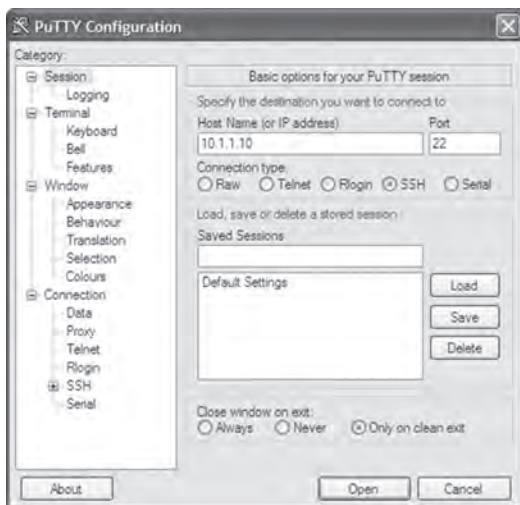 PuTTY Configuration
Category:
Session
Logging
Terminal
Keyboard
Bell
Features
Window
Appearance
Behaviour
Translation
Selection
Colours
Connection
Data
Proxy
Telnet
Rlogin
SSH
Serial
Basic options for your PuTTY session
Specify the destination you want to connect to
Host Name (or IP address) Port
10.1.1.10 22
Connection type:
Raw Telnet Rlogin SSH Serial
Load, save or delete a stored session
Saved Sessions
Default Settings
Load
Save
Delete
Close window on exit:
Always Never Only on clean exit
About Open Cancel